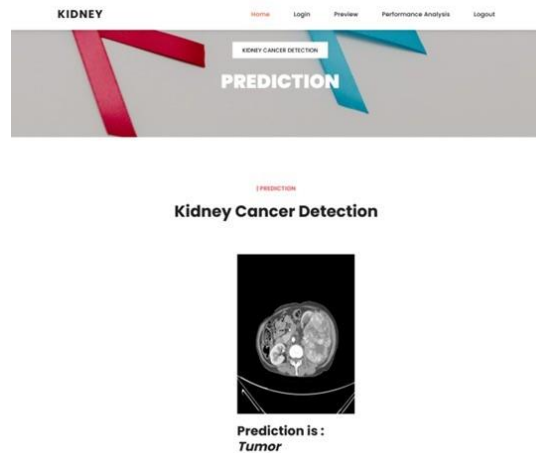 KIDNEY
Home Login Preview Performance Analysis Logout
KIDNEY CANCER DETECTION
PREDICTION
| PREDICTION
Kidney Cancer Detection
Prediction is :
Tumor